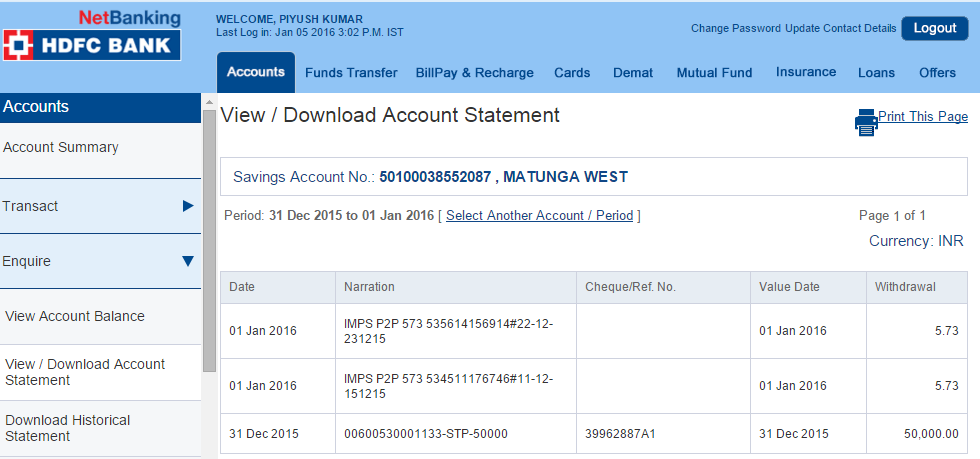 NetBanking
HDFC BANK
WELCOME, PIYUSH KUMAR
Last Log in: Jan 05 2016 3:02 P.M. IST
Change Password Update Contact Details Logout
Accounts Funds Transfer BillPay & Recharge Cards Demat Mutual Fund Insurance Loans Offers
Accounts
Account Summary
Transact
Enquire
View Account Balance
View / Download Account
Statement
Download Historical
Statement
View / Download Account Statement
Print This Page
Savings Account No.: 50100038552087 , MATUNGA WEST
Period: 31 Dec 2015 to 01 Jan 2016 [ Select Another Account / Period ]
Page 1 of 1
Currency: INR
Date Narration Cheque/Ref. No. Value Date Withdrawal
01 Jan 2016 IMPS P2P 573 535614156914#22-12-
231215 01 Jan 2016 5.73
01 Jan 2016 IMPS P2P 573 534511176746#11-12-
151215 01 Jan 2016 5.73
31 Dec 2015 00600530001133-STP-50000 39962887A1 31 Dec 2015 50,000.00